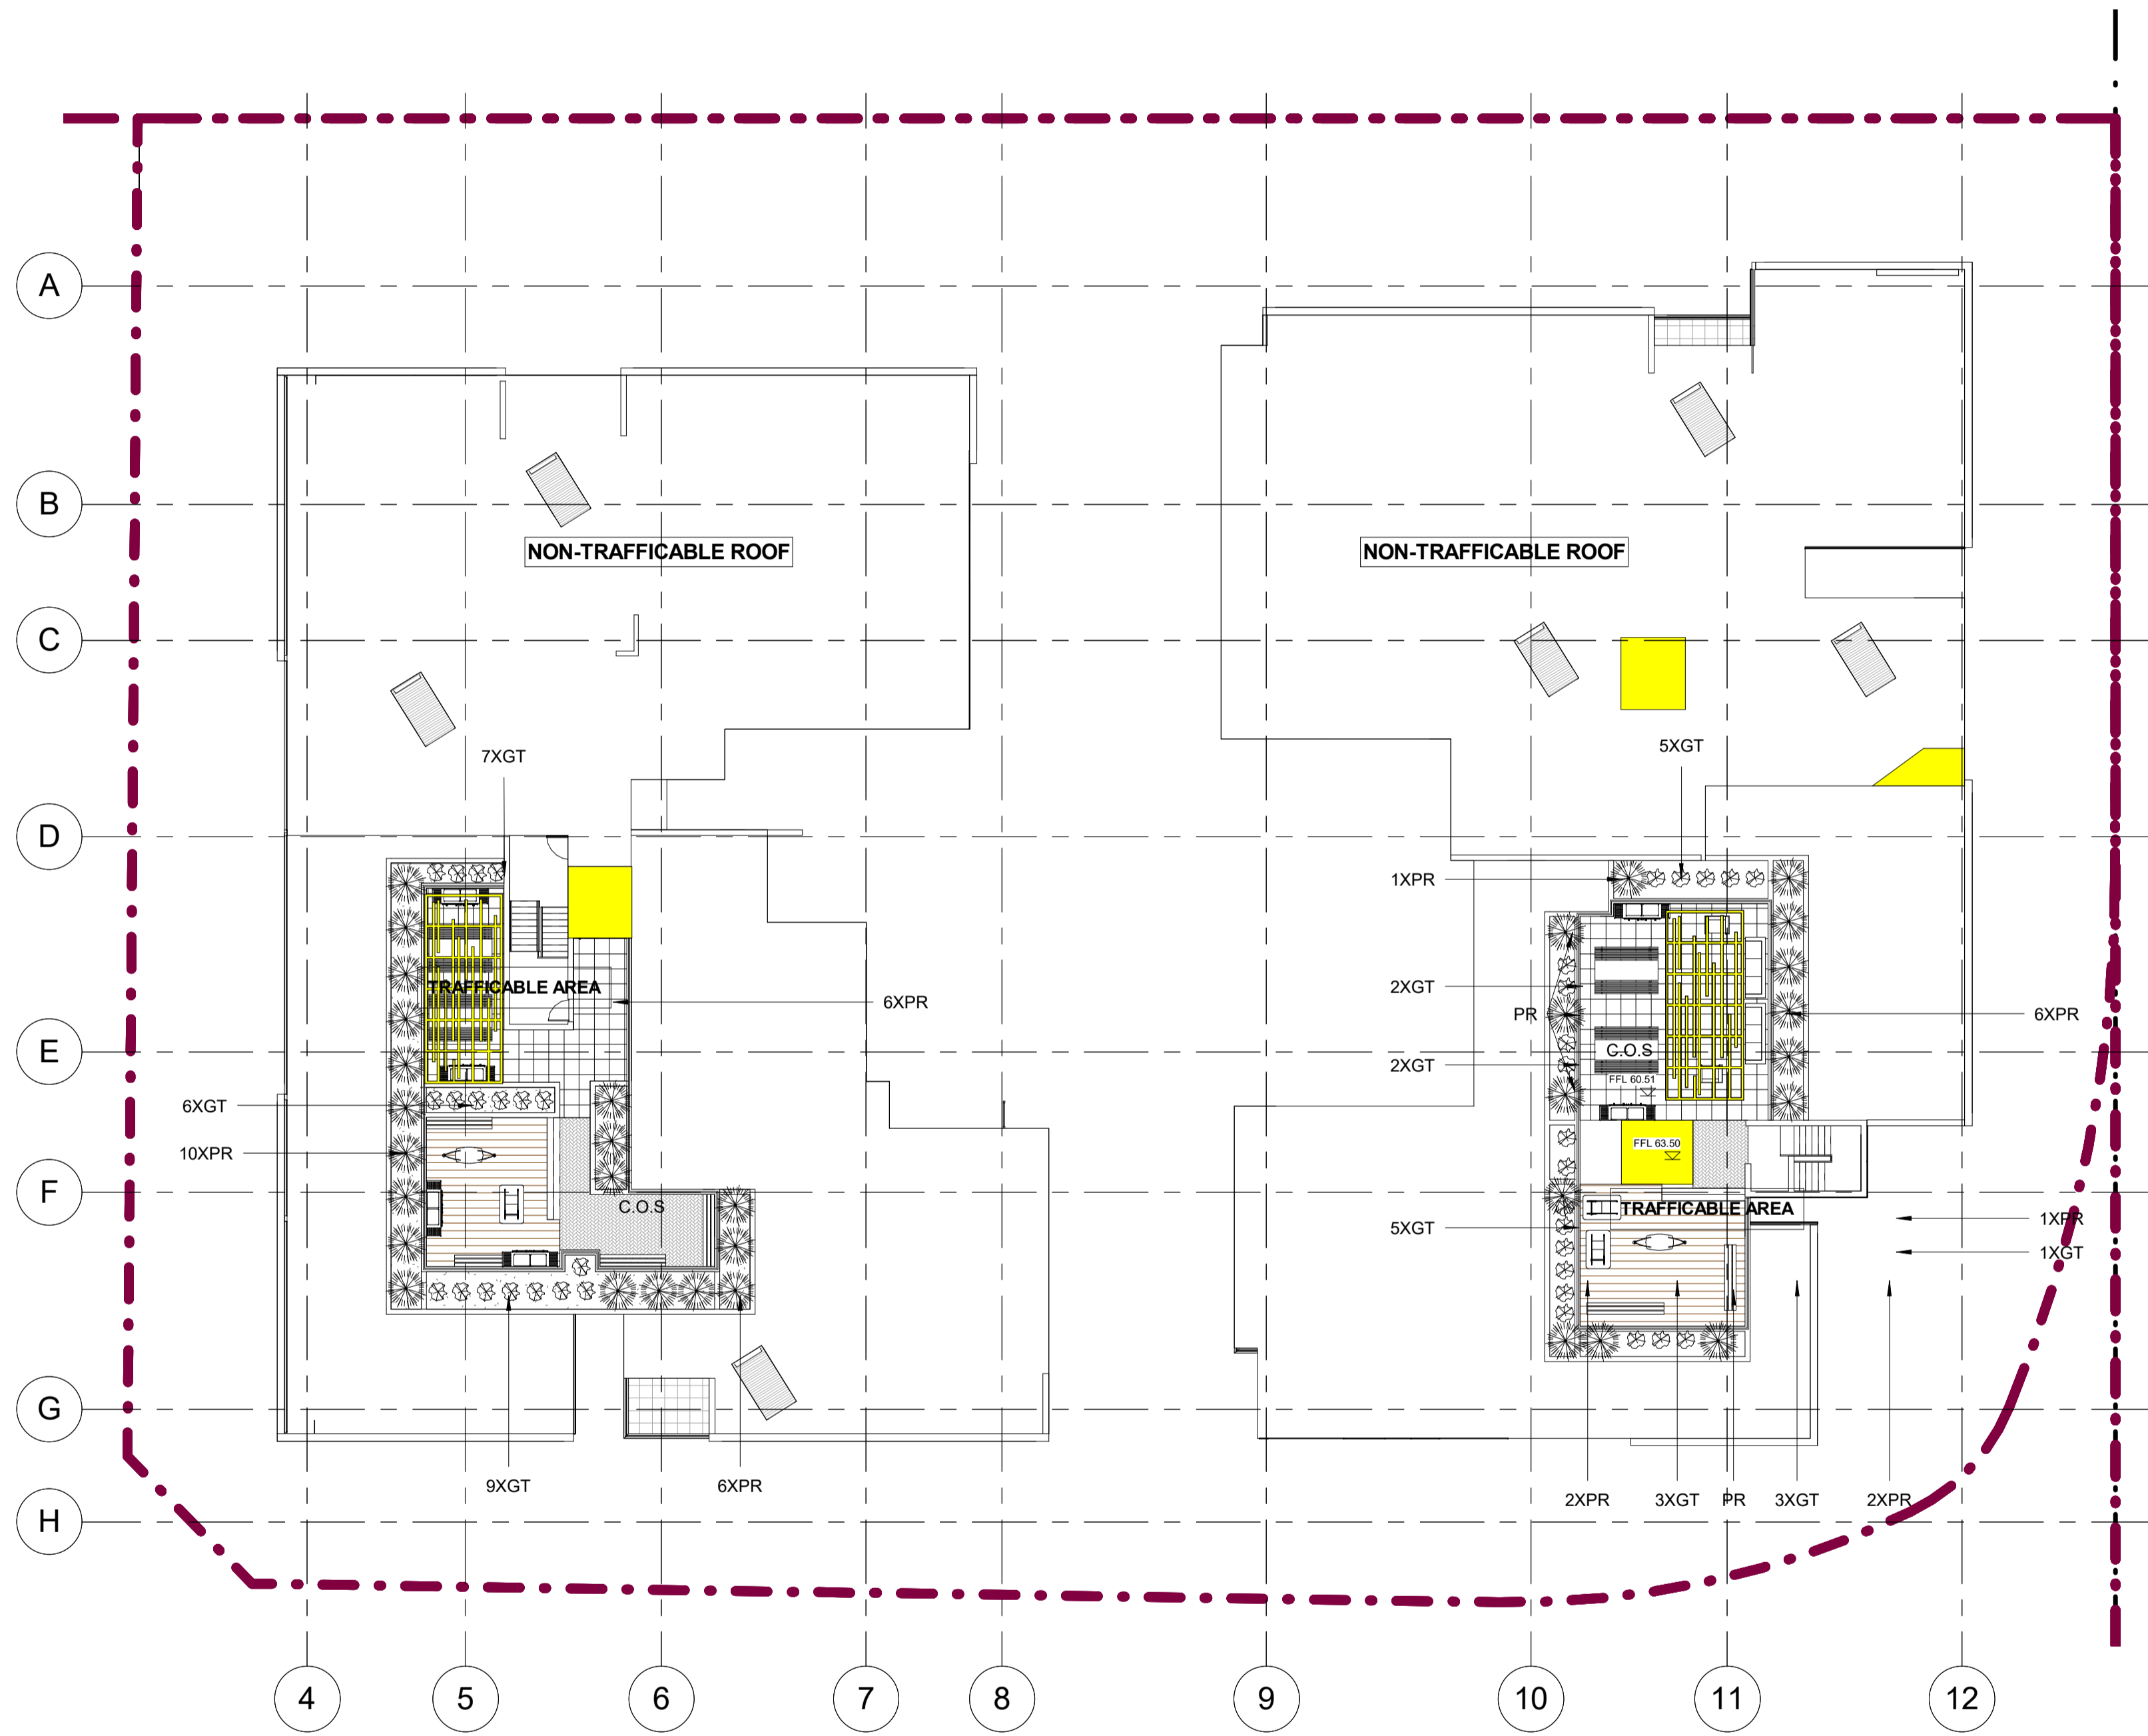 A
B
NON-TRAFFICABLE ROOF
NON-TRAFFICABLE ROOF
C
7XGT
5XGT
D
1XPR
TRAFFICABLE AREA
2XGT
6XPR
PR
6XPR
E
C.O.S
2XGT
FFL 60.51
6XGT
10XPR
FFL 63.50
F
C.O.S
TRAFFICABLE AREA
5XGT
1XPR
1XGT
G
9XGT
6XPR
2XPR
3XGT
PR
3XGT
2XPR
H
4
5
6
7
8
9
10
11
12